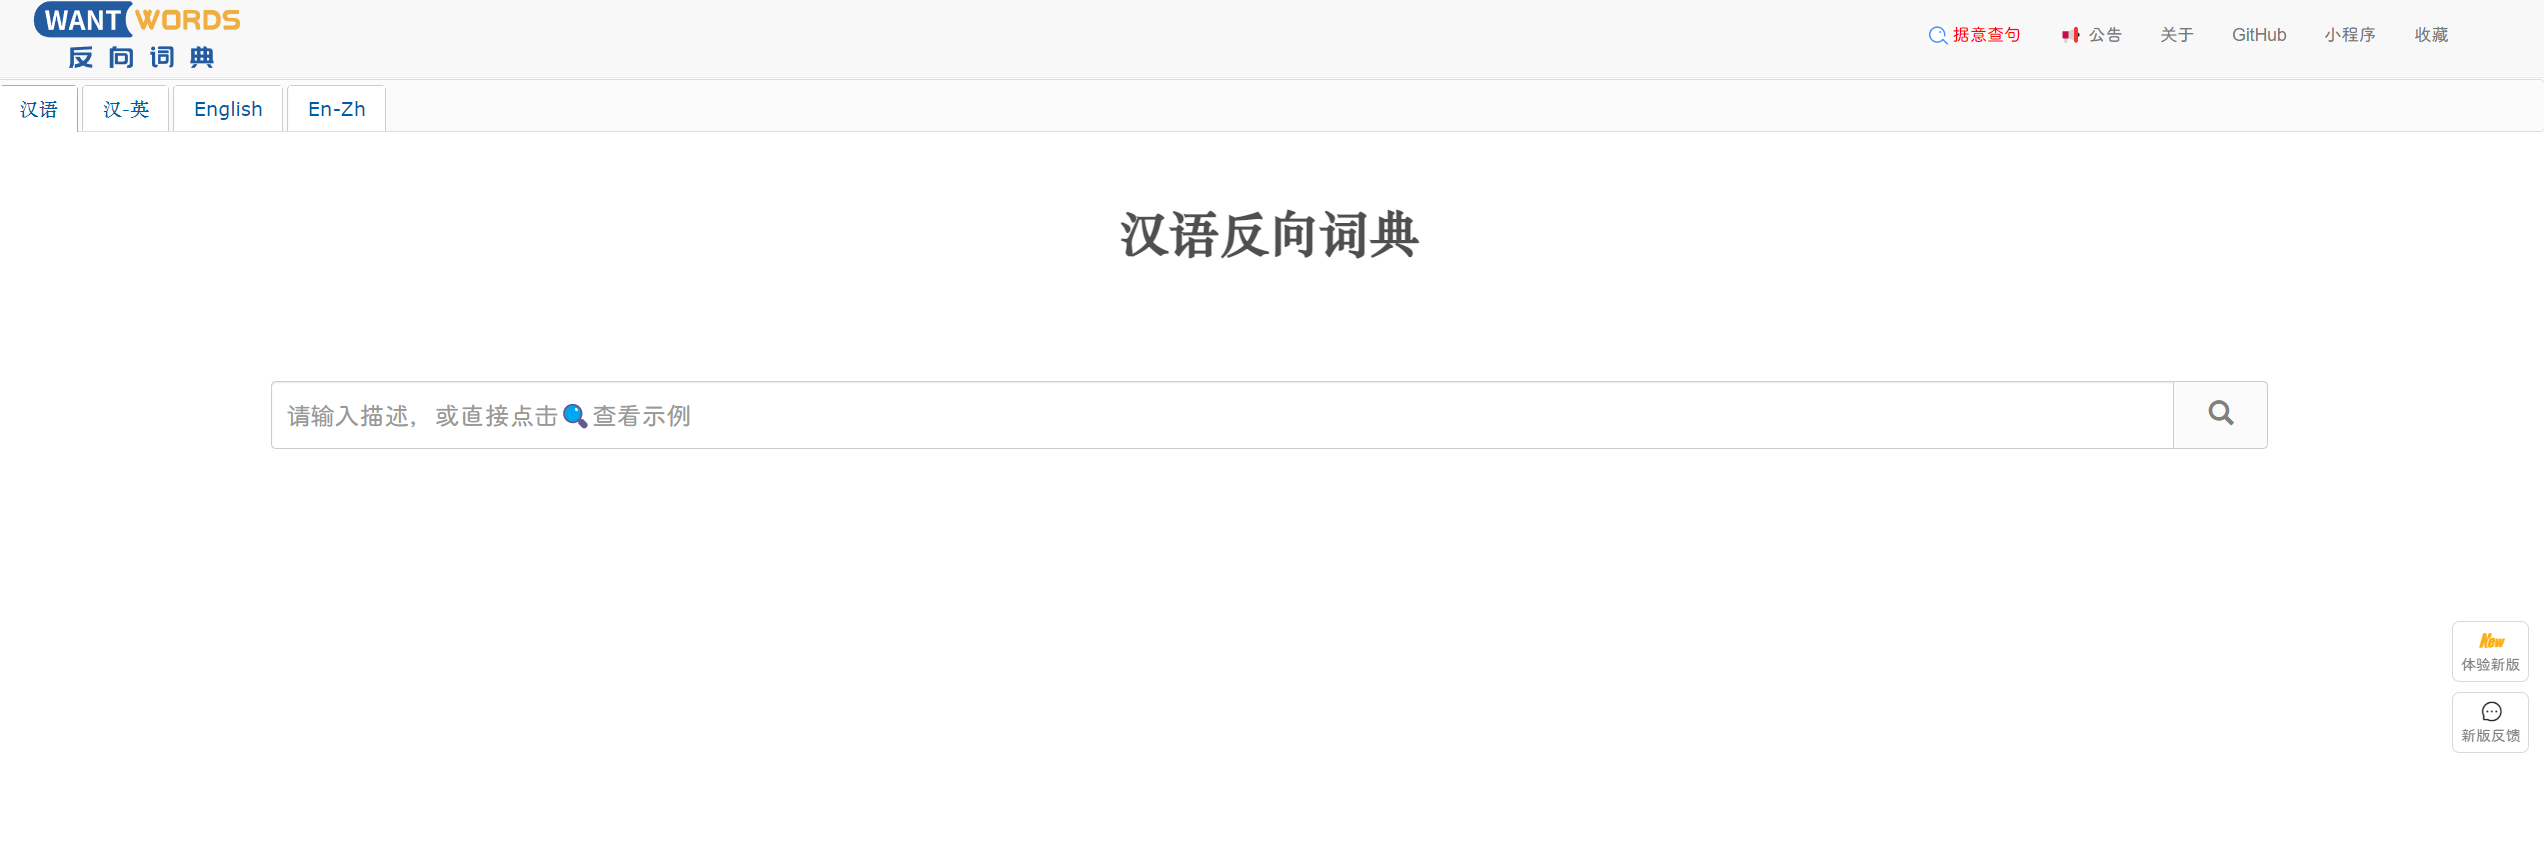 WANT WORDS
反向词典
据意查句 公告 关于 GitHub 小程序 收藏
汉语 汉-英 English En-Zh
汉语反向词典
请输入描述，或直接点击🔍查看示例
New
体验新版
新版反馈